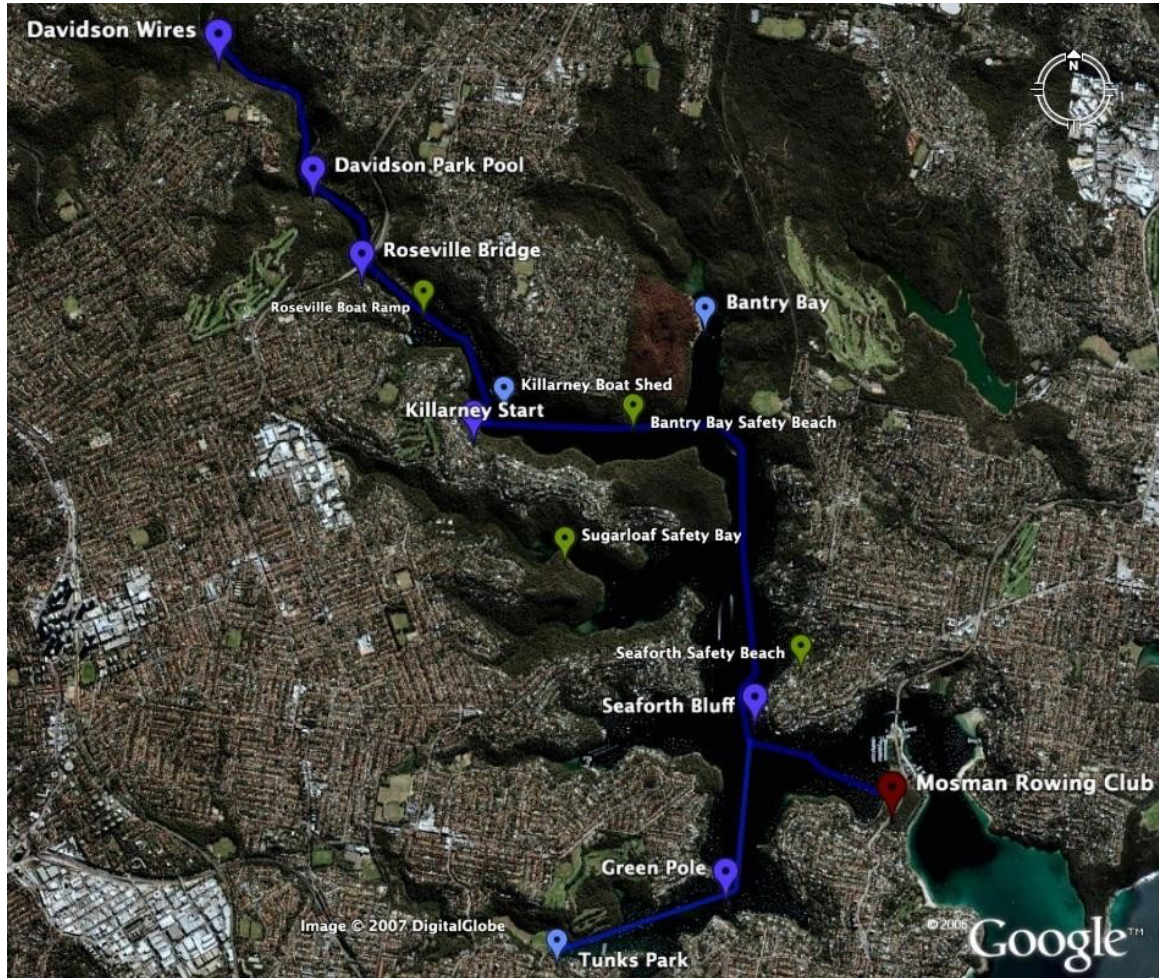 Davidson Wires
N
Davidson Park Pool
Roseville Bridge
Roseville Boat Ramp
Bantry Bay
Killarney Boat Shed
Killarney Start
Bantry Bay Safety Beach
Sugarloaf Safety Bay
Seaforth Safety Beach
Seaforth Bluff
Mosman Rowing Club
Green Pole
Image © 2007 DigitalGlobe
© 2006
Google™
Tunks Park